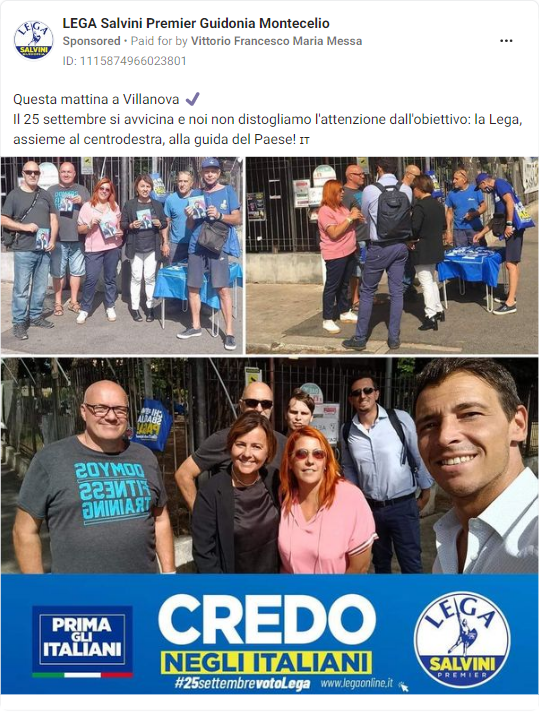 LEGA Salvini Premier Guidonia Montecelio
Sponsored • Paid for by Vittorio Francesco Maria Messa
ID: 1115874966023801
Questa mattina a Villanova ✔
Il 25 settembre si avvicina e noi non distogliamo l'attenzione dall'obiettivo: la Lega,
assieme al centrodestra, alla guida del Paese! IT
DOMYOS
FITNESS
TRAINING
PRIMA
GLI
ITALIANI
CREDO
NEGLI ITALIANI
#25settembrevotoLega www.legaonline.it
LEGA
SALVINI
PREMIER